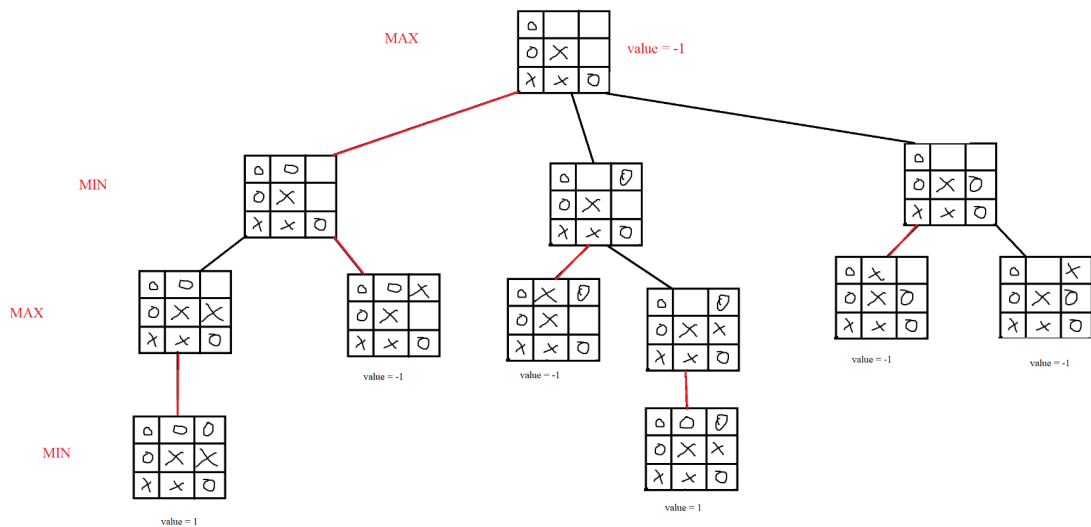 MAX
O
O X
X X O
value = -1
MIN
O O
O X
X X O
O O
O X
X X O
O
O X O
X X O
MAX
O O
O X X
X X O
O O X
O X
X X O
value = -1
O X O
O X
X X O
value = -1
O O
O X X
X X O
O X
O X O
X X O
value = -1
O X
O X O
X X O
value = -1
MIN
O O O
O X X
X X O
value = 1
O O O
O X X
X X O
value = 1